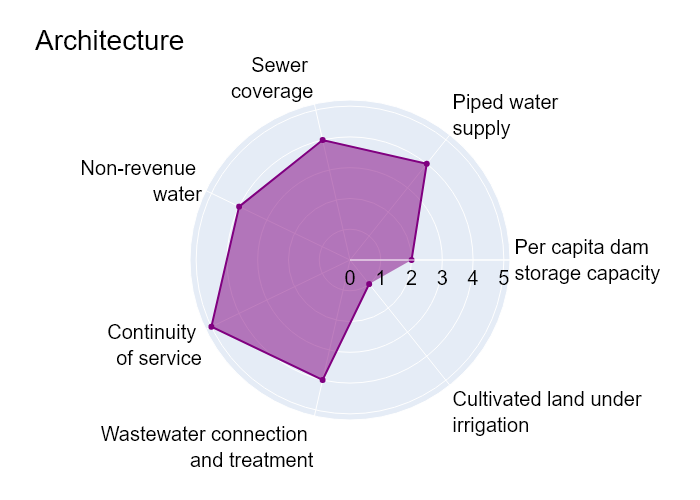 Architecture
Sewer
coverage
Piped water
supply
Non-revenue
water
Per capita dam
storage capacity
0 1 2 3 4 5
Continuity
of service
Cultivated land under
irrigation
Wastewater connection
and treatment